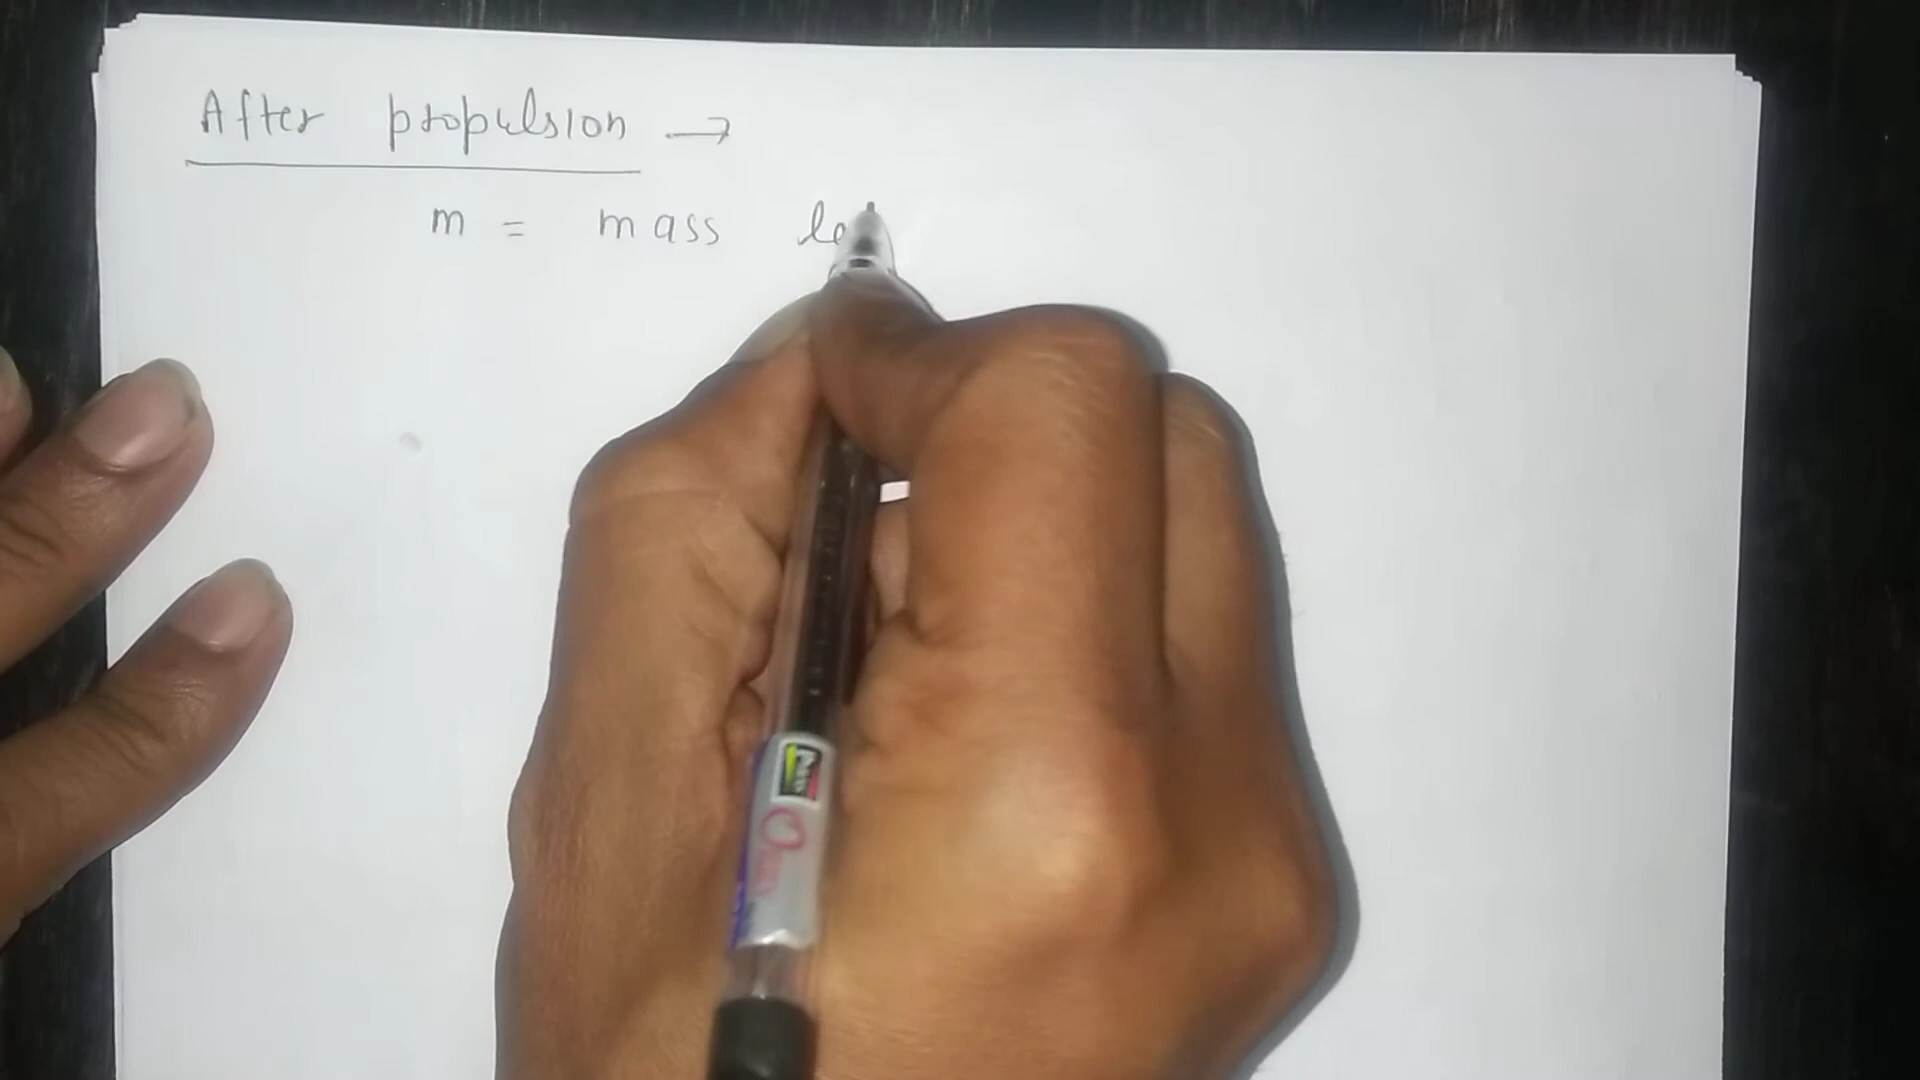 After propulsion →
m = mass